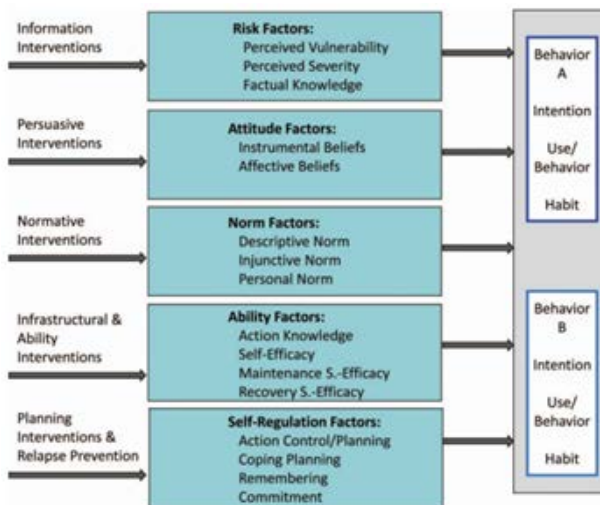 Information
Interventions
Risk Factors:
Perceived Vulnerability
Perceived Severity
Factual Knowledge
Persuasive
Interventions
Attitude Factors:
Instrumental Beliefs
Affective Beliefs
Normative
Interventions
Norm Factors:
Descriptive Norm
Injunctive Norm
Personal Norm
Infrastructural &
Ability
Interventions
Ability Factors:
Action Knowledge
Self-Efficacy
Maintenance S.-Efficacy
Recovery S.-Efficacy
Planning
Interventions &
Relapse Prevention
Self-Regulation Factors:
Action Control/Planning
Coping Planning
Remembering
Commitment
Behavior
A
Intention
Use/
Behavior
Habit
Behavior
B
Intention
Use/
Behavior
Habit